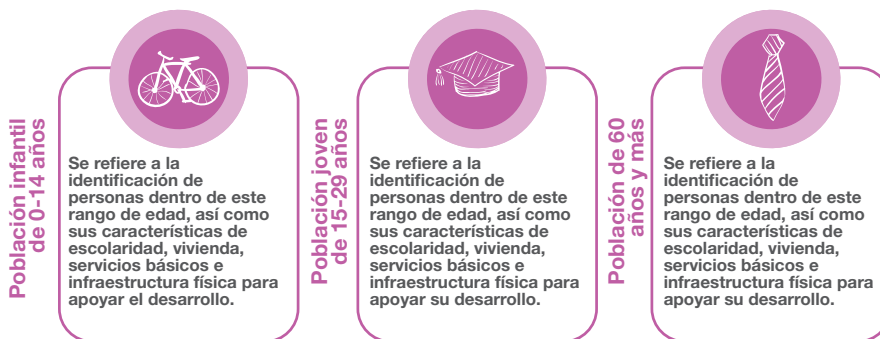 Población infantil
de 0-14 años
Se refiere a la
identificación de
personas dentro de este
rango de edad, así como
sus características de
escolaridad, vivienda,
servicios básicos e
infraestructura física para
apoyar el desarrollo.
Población joven
de 15-29 años
Se refiere a la
identificación de
personas dentro de este
rango de edad, así como
sus características de
escolaridad, vivienda,
servicios básicos e
infraestructura física para
apoyar su desarrollo.
Población de 60
años y más
Se refiere a la
identificación de
personas dentro de este
rango de edad, así como
sus características de
escolaridad, vivienda,
servicios básicos e
infraestructura física para
apoyar su desarrollo.